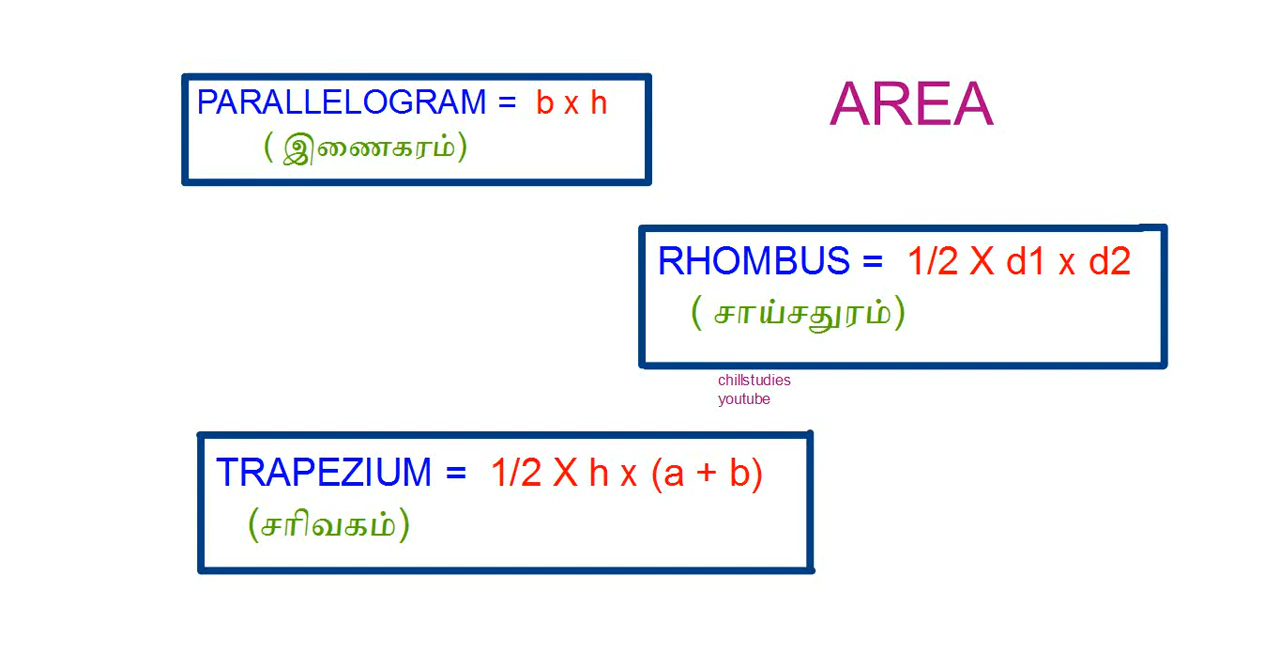 PARALLELOGRAM = b x h
( இணைகரம்)
AREA
RHOMBUS = 1/2 X d1 x d2
( சாய்சதுரம்)
chillstudies
youtube
TRAPEZIUM = 1/2 X h x (a + b)
(சரிவகம்)